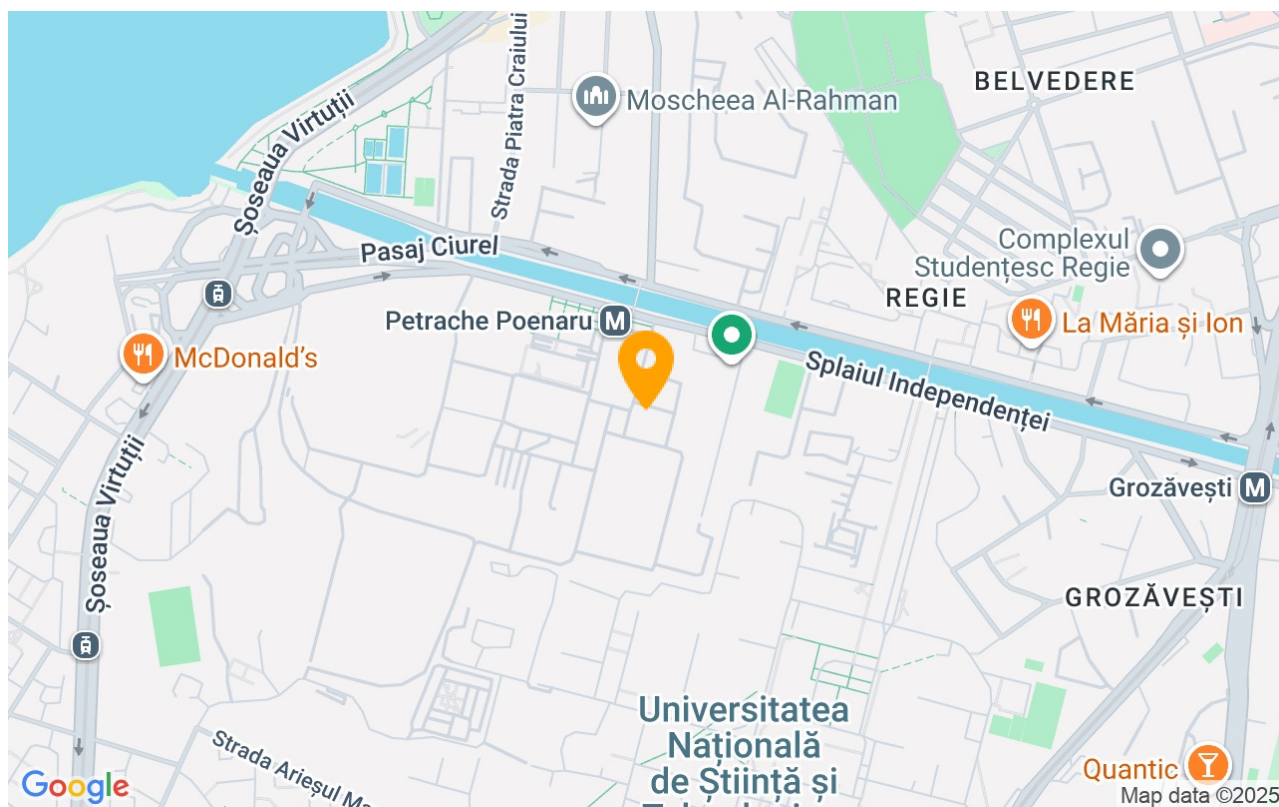 BELVEDERE
Strada Piatra Craiului
Moscheea Al-Rahman
Șoseaua Virtuții
Pasaj Ciurel
Complexul
Studențesc Regie
REGIE
Petrache Poenaru
M
La Măria și Ion
McDonald's
Splaiul Independenței
Grozăvești
M
Șoseaua Virtuții
GROZĂVEȘTI
Universitatea
Națională
de Știință și
Strada Arieșul
Quantic
Google
Map data ©2025